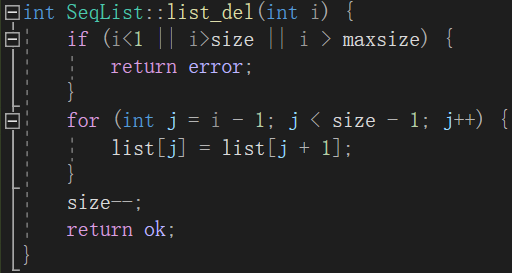 int SeqList::list_del(int i) {
if (i<1 || i>size || i > maxsize) {
return error;
}
for (int j = i - 1; j < size - 1; j++) {
list[j] = list[j + 1];
}
size--;
return ok;
}